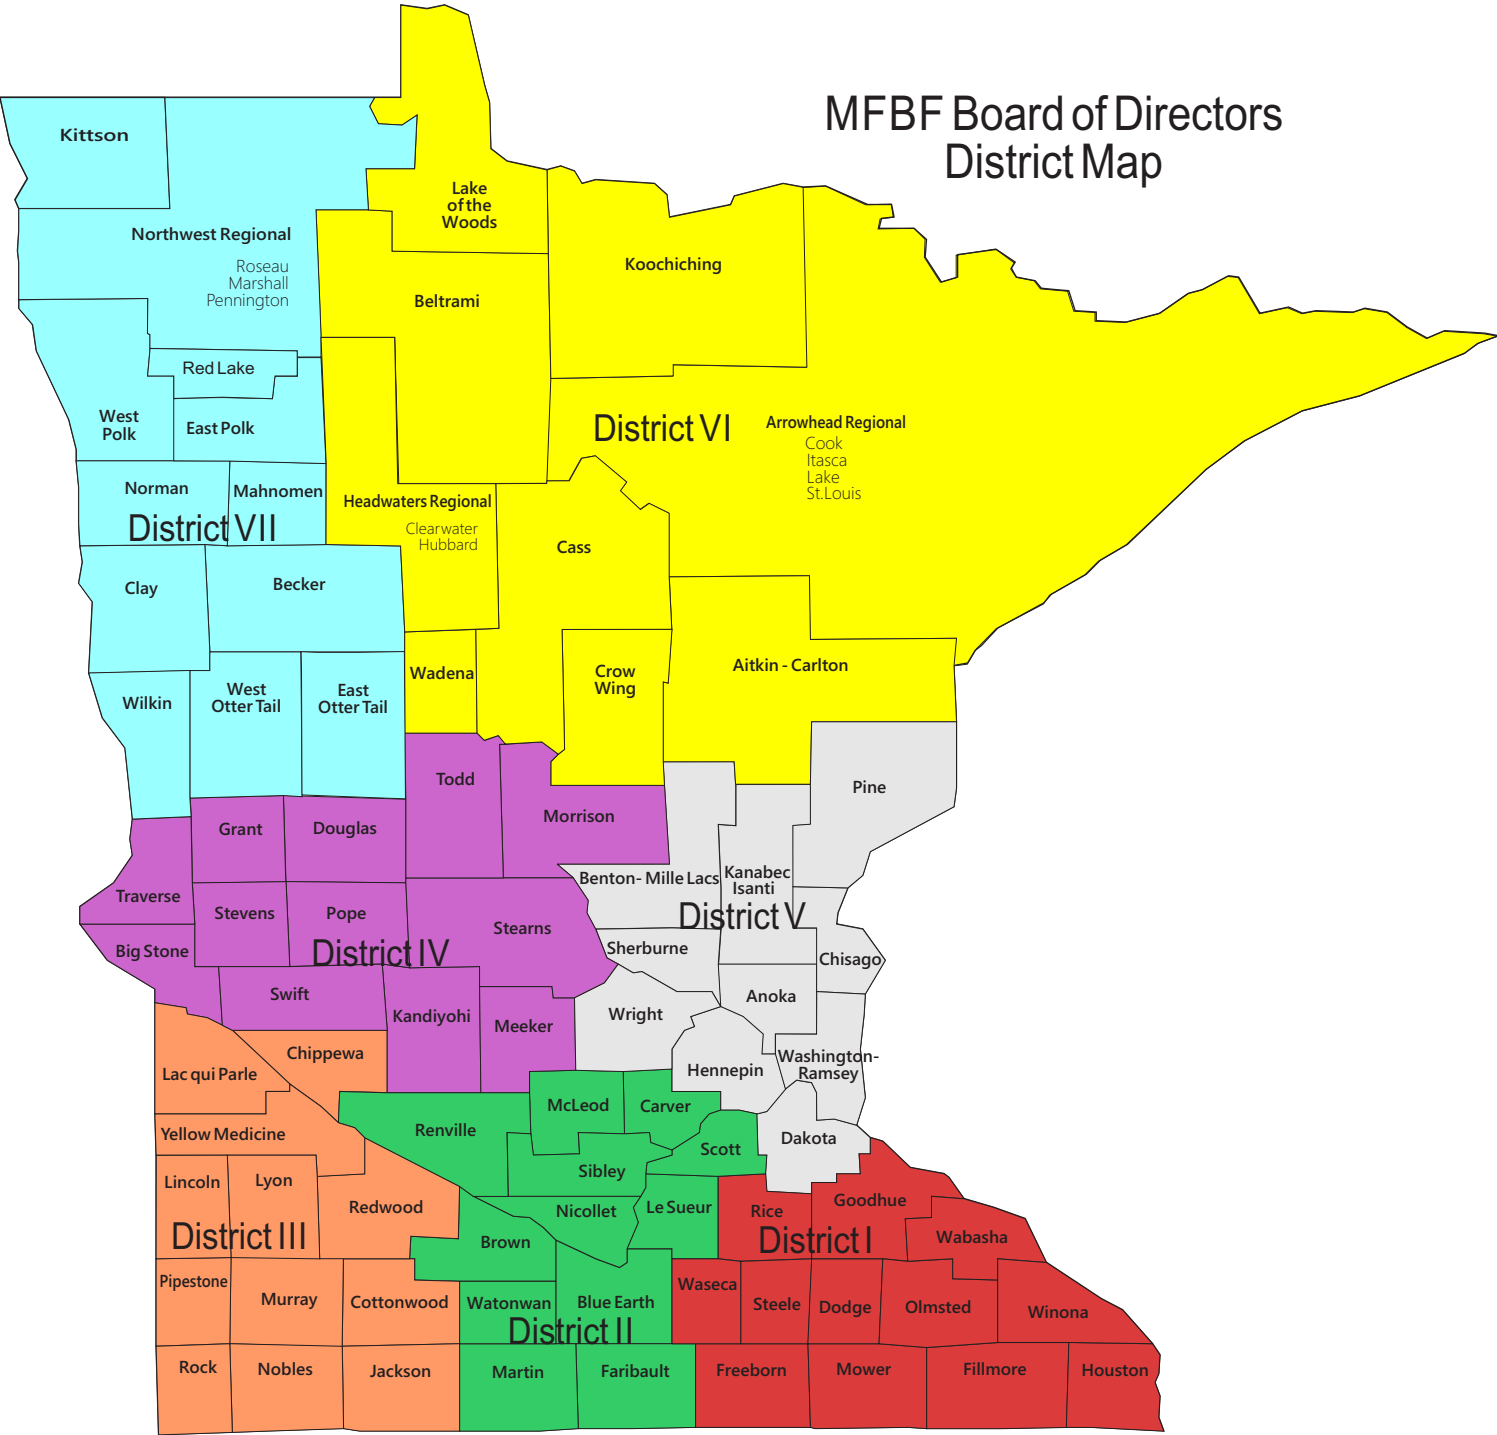 MFBF Board of Directors
District Map
Kittson
Northwest Regional
Roseau
Marshall
Pennington
Red Lake
West
Polk
East Polk
Norman
Mahnomen
District VII
Clay
Becker
Wilkin
West
Otter Tail
East
Otter Tail
Lake
of the
Woods
Beltrami
Koochiching
District VI
Arrowhead Regional
Cook
Itasca
Lake
St.Louis
Headwaters Regional
Clearwater
Hubbard
Cass
Wadena
Crow
Wing
Aitkin - Carlton
Todd
Morrison
Grant
Douglas
Traverse
Stevens
Pope
Stearns
Big Stone
District IV
Swift
Kandiyohi
Meeker
Pine
Benton- Mille Lacs
Kanabec
Isanti
District V
Sherburne
Chisago
Anoka
Wright
Hennepin
Washington-
Ramsey
Dakota
Chippewa
Lac qui Parle
Yellow Medicine
Lincoln
Lyon
Redwood
District III
Pipestone
Murray
Cottonwood
Rock
Nobles
Jackson
Renville
McLeod
Carver
Scott
Sibley
Nicollet
Le Sueur
Brown
Watonwan
Blue Earth
District II
Martin
Faribault
Rice
Goodhue
Wabasha
District I
Waseca
Steele
Dodge
Olmsted
Winona
Freeborn
Mower
Fillmore
Houston